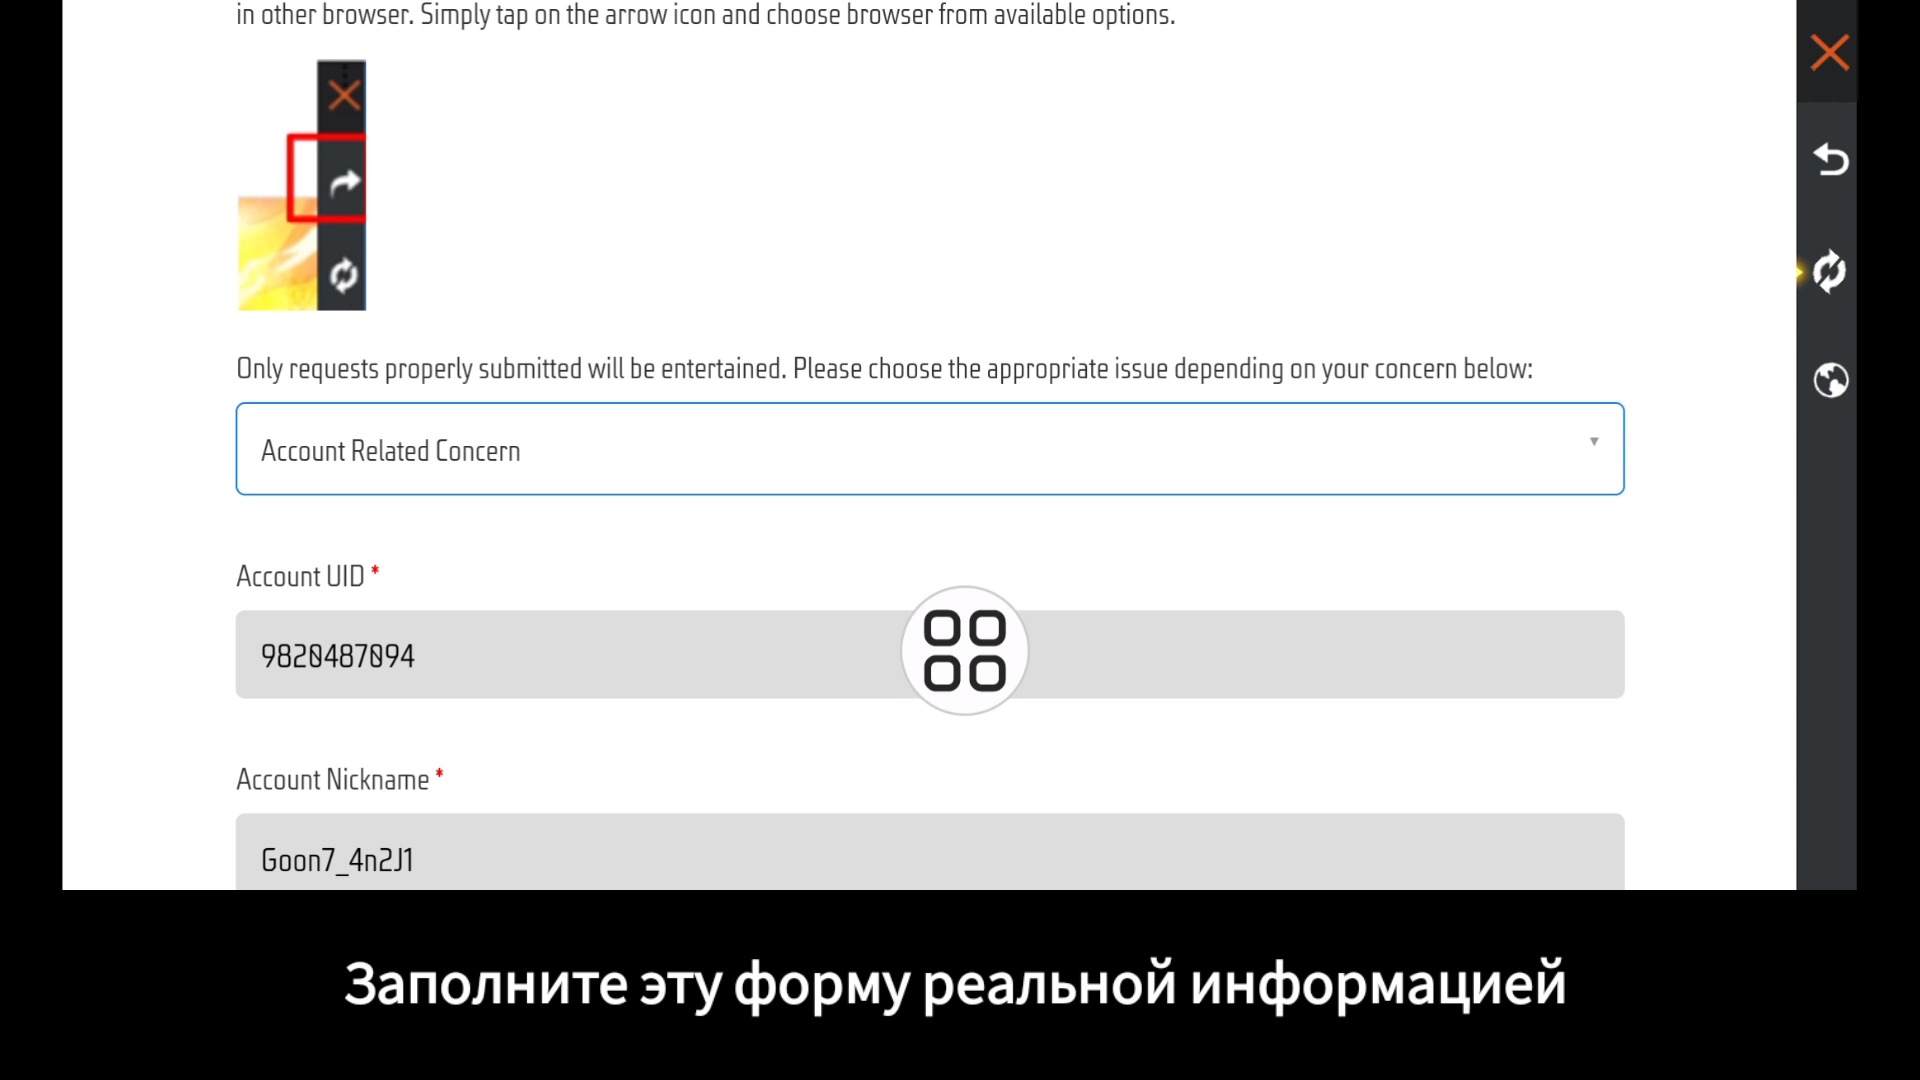 in other browser. Simply tap on the arrow icon and choose browser from available options.
Only requests properly submitted will be entertained. Please choose the appropriate issue depending on your concern below:
Account Related Concern
Account UID *
9820487094
Account Nickname *
Goon7_4n2J1
Заполните эту форму реальной информацией